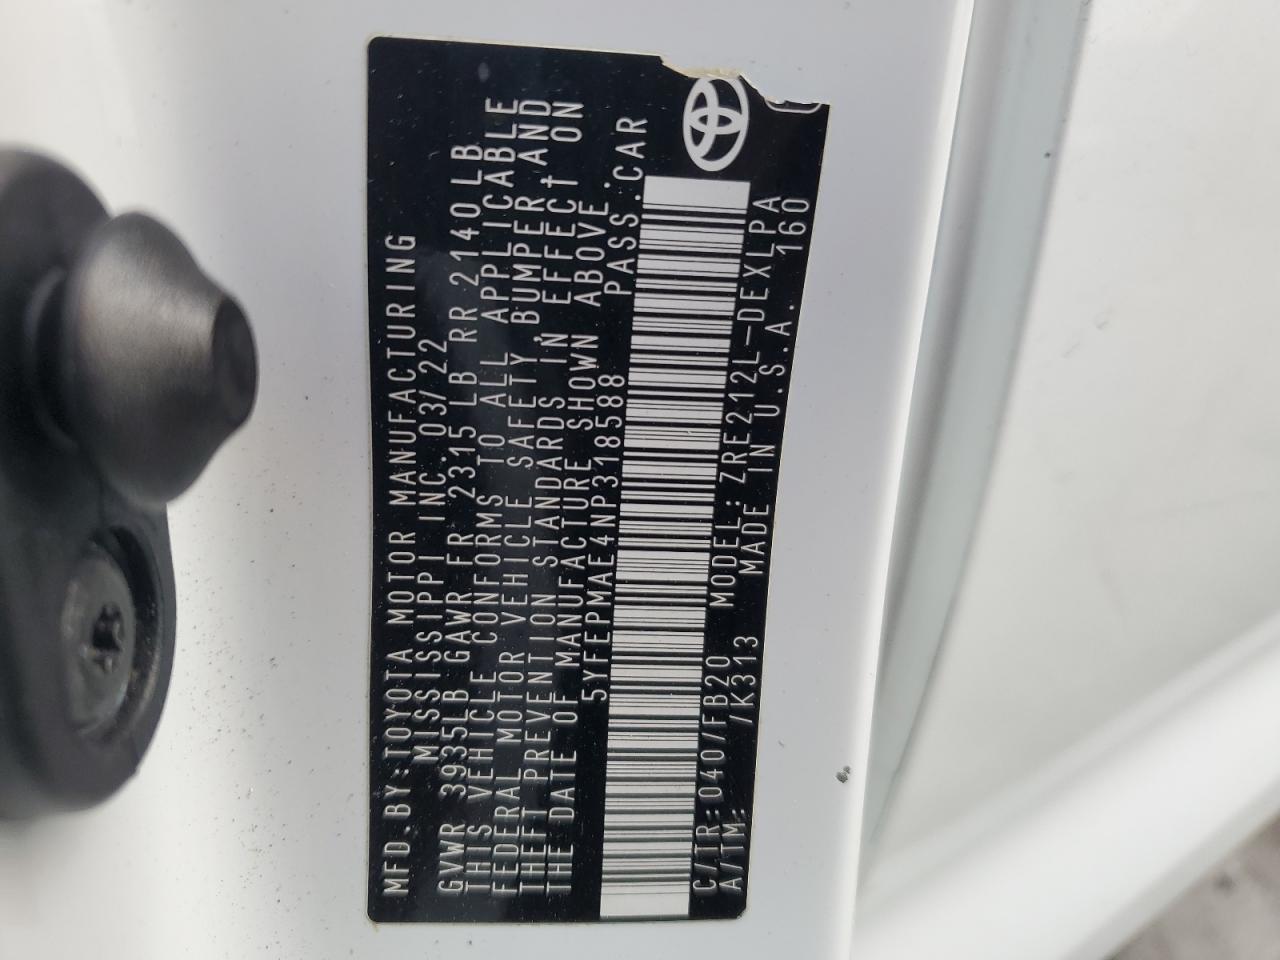 MFD.BY:TOYOTA MOTOR MANUFACTURING
MISSISSIPPI INC. 03/22
GVWR 3935LB GAWR FR 2315 LB RR 2140LB
THIS VEHICLE CONFORMS TO ALL APPLICABLE
FEDERAL MOTOR VEHICLE SAFETY, BUMPER AND
THEFT PREVENTION STANDARDS IN EFFECT ON
THE DATE OF MANUFACTURE SHOWN ABOVE.
5YFEPMAE4NP318588 PASS.CAR
C/TR:040/FB20 MODEL:ZRE212L-DEXLPA
A/TM: /K313 MADE IN U.S.A. 160